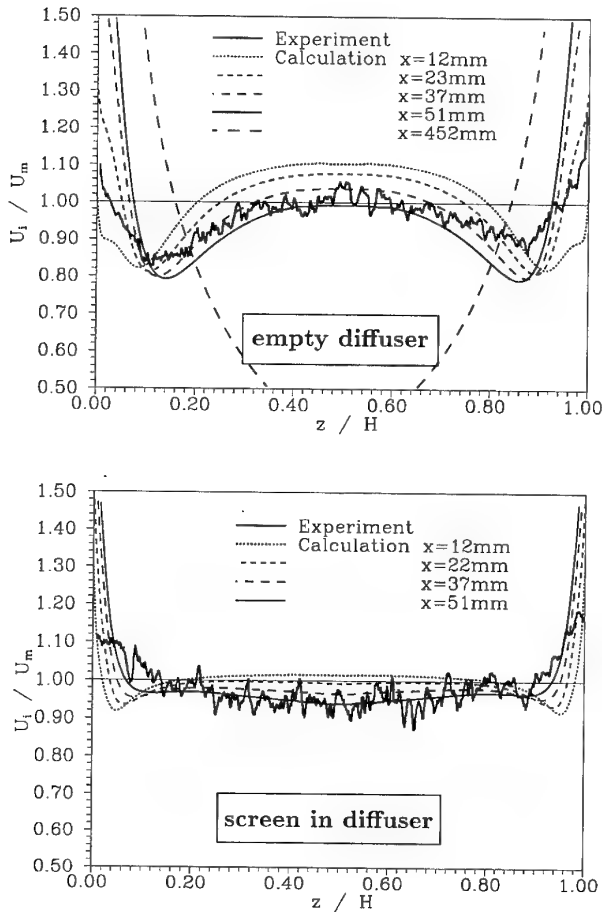 1.50
1.40
1.30
1.20
1.10
1.00
0.90
0.80
0.70
0.60
0.50
U_i / U_m
Experiment
Calculation x=12mm
x=23mm
x=37mm
x=51mm
x=452mm
empty diffuser
0.00 0.20 0.40 0.60 0.80 1.00
z / H
1.50
1.40
1.30
1.20
1.10
1.00
0.90
0.80
0.70
0.60
0.50
U_i / U_m
Experiment
Calculation x=12mm
x=22mm
x=37mm
x=51mm
screen in diffuser
0.00 0.20 0.40 0.60 0.80 1.00
z / H